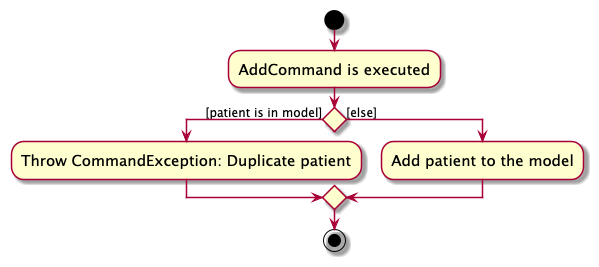 AddCommand is executed
[patient is in model]
[else]
Throw CommandException: Duplicate patient
Add patient to the model